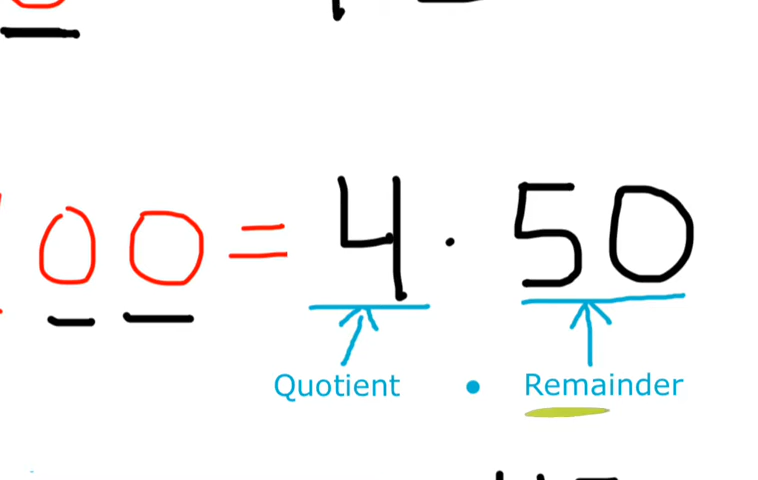 00 = 4 . 50
Quotient • Remainder